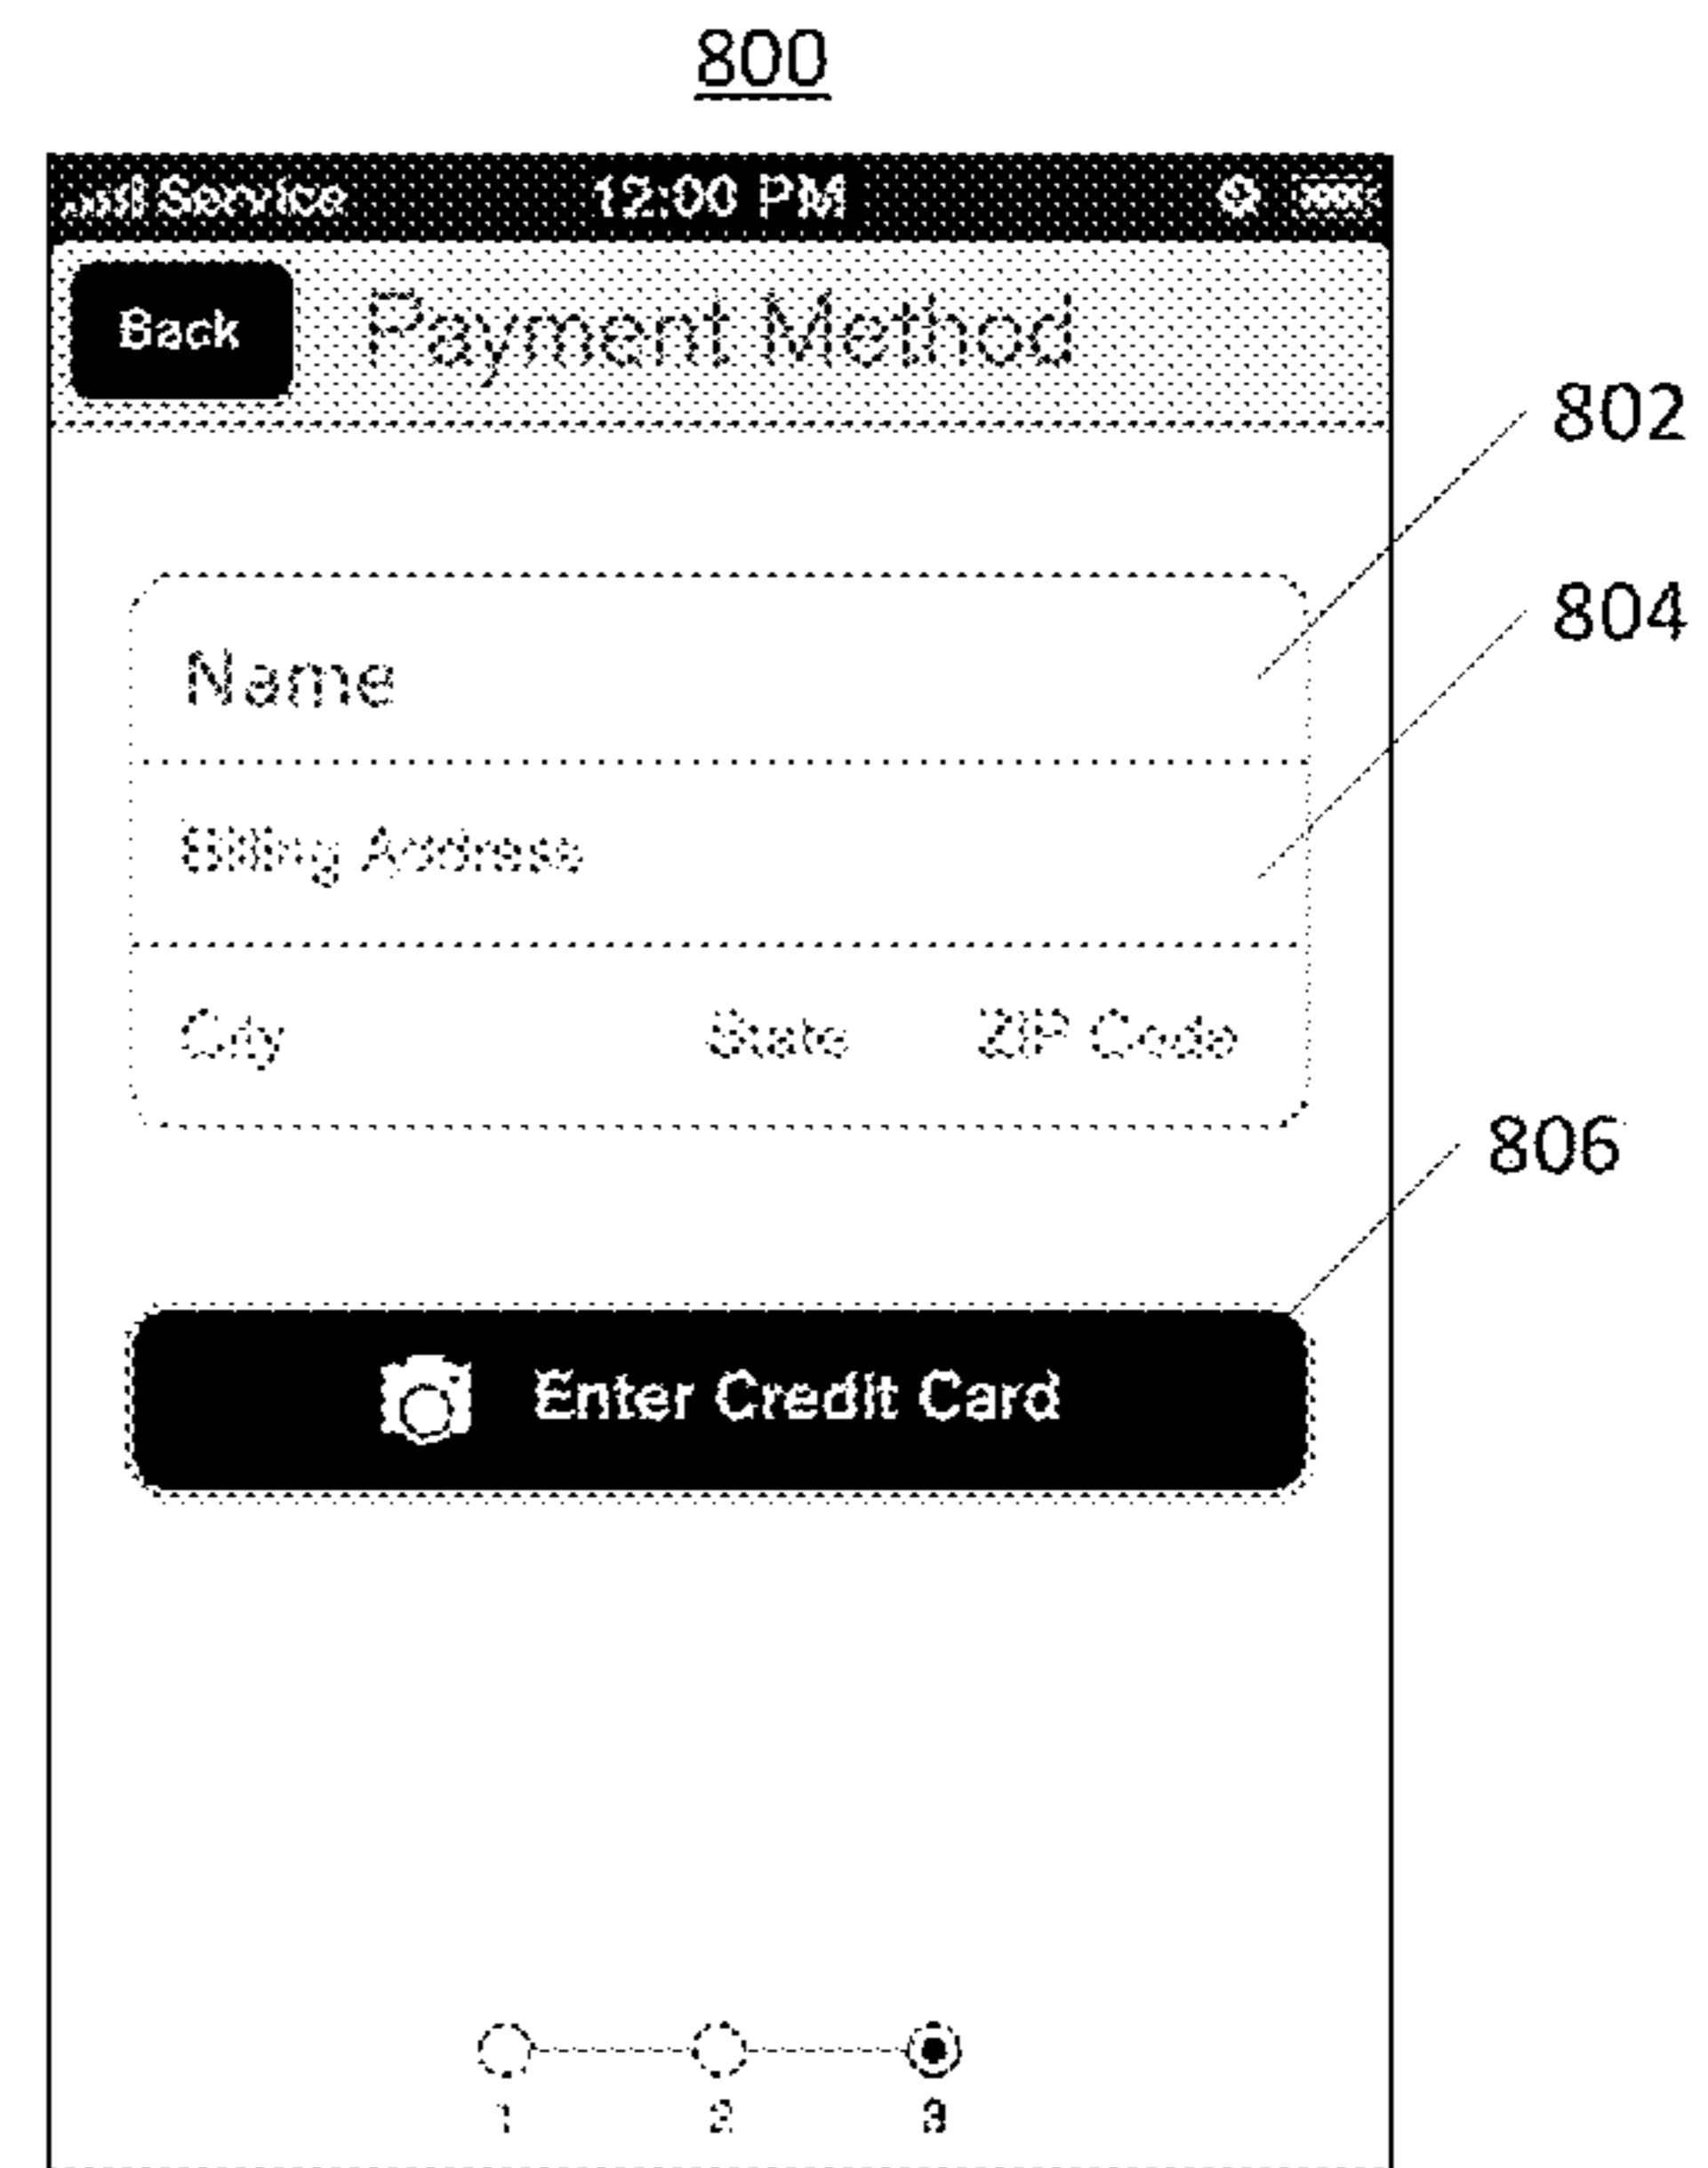 800
Service 12:00 PM
Back Payment Method
802
804
Name
Billing Address
City State ZIP Code
806
Enter Credit Card
1 2 3